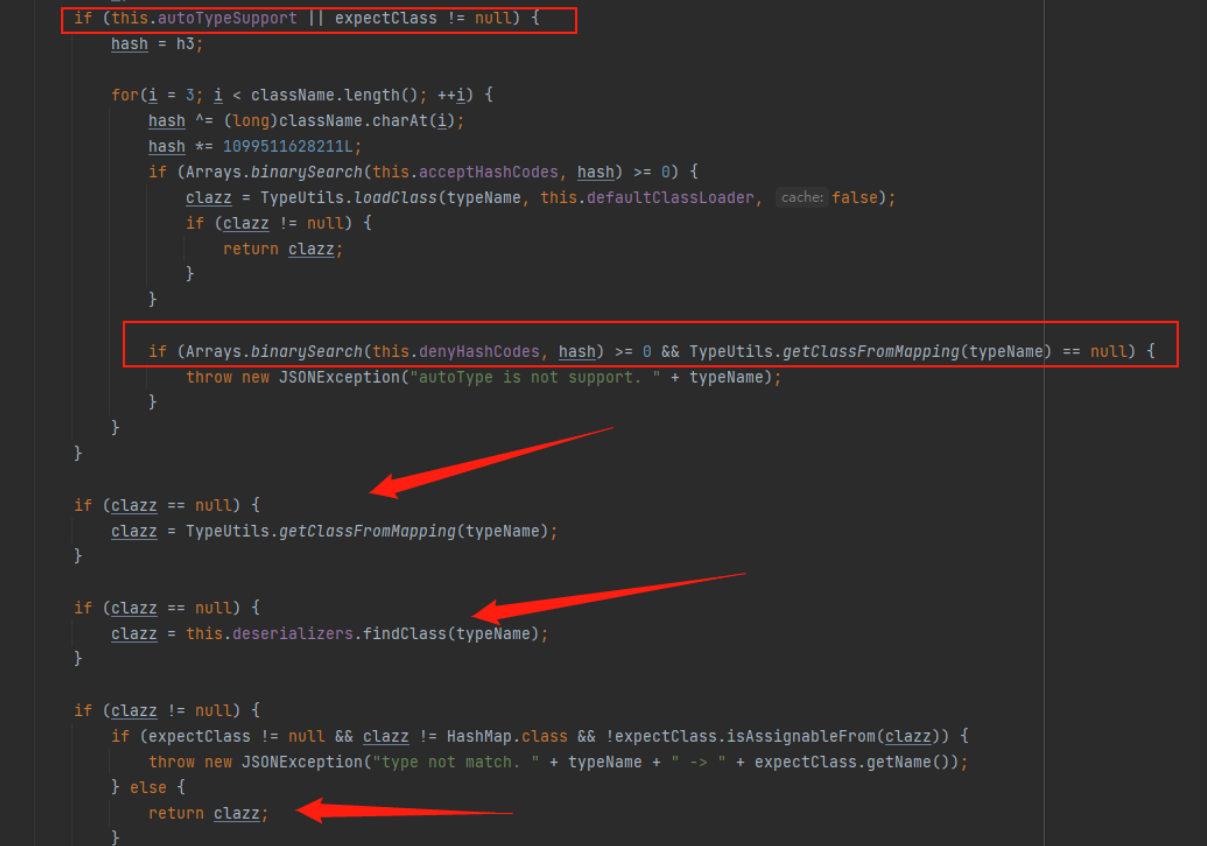 if (this.autoTypeSupport || expectClass != null) {
hash = h3;
for(i = 3; i < className.length(); ++i) {
hash ^= (long)className.charAt(i);
hash *= 1099511628211L;
if (Arrays.binarySearch(this.acceptHashCodes, hash) >= 0) {
clazz = TypeUtils.loadClass(typeName, this.defaultClassLoader, cache: false);
if (clazz != null) {
return clazz;
}
}
if (Arrays.binarySearch(this.denyHashCodes, hash) >= 0 && TypeUtils.getClassFromMapping(typeName) == null) {
throw new JSONException("autoType is not support. " + typeName);
}
}
}
if (clazz == null) {
clazz = TypeUtils.getClassFromMapping(typeName);
}
if (clazz == null) {
clazz = this.deserializers.findClass(typeName);
}
if (clazz != null) {
if (expectClass != null && clazz != HashMap.class && !expectClass.isAssignableFrom(clazz)) {
throw new JSONException("type not match. " + typeName + " -> " + expectClass.getName());
} else {
return clazz;
}